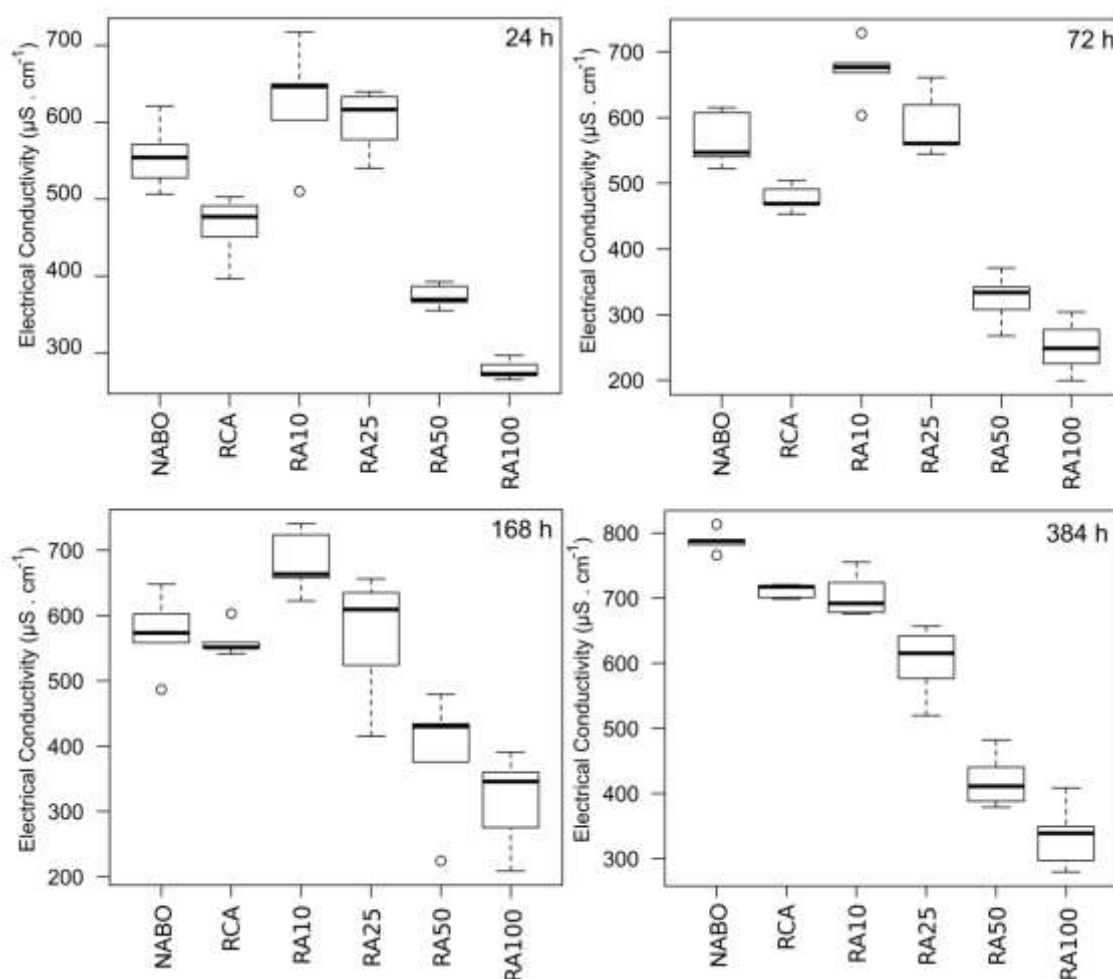 24 h
Electrical Conductivity (µS . cm⁻¹)
700
600
500
400
300
NABO
RCA
RA10
RA25
RA50
RA100
72 h
Electrical Conductivity (µS . cm⁻¹)
700
600
500
400
300
200
NABO
RCA
RA10
RA25
RA50
RA100
168 h
Electrical Conductivity (µS . cm⁻¹)
700
600
500
400
300
200
NABO
RCA
RA10
RA25
RA50
RA100
384 h
Electrical Conductivity (µS . cm⁻¹)
800
700
600
500
400
300
NABO
RCA
RA10
RA25
RA50
RA100